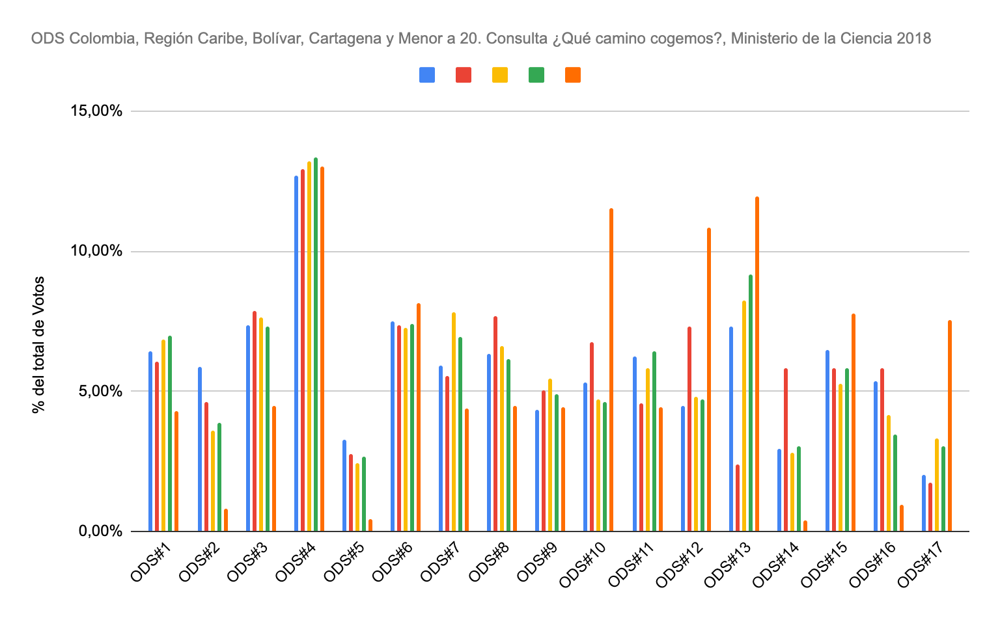 ODS Colombia, Región Caribe, Bolívar, Cartagena y Menor a 20. Consulta ¿Qué camino cogemos?, Ministerio de la Ciencia 2018
15,00%
10,00%
5,00%
0,00%
% del total de Votos
ODS#1
ODS#2
ODS#3
ODS#4
ODS#5
ODS#6
ODS#7
ODS#8
ODS#9
ODS#10
ODS#11
ODS#12
ODS#13
ODS#14
ODS#15
ODS#16
ODS#17